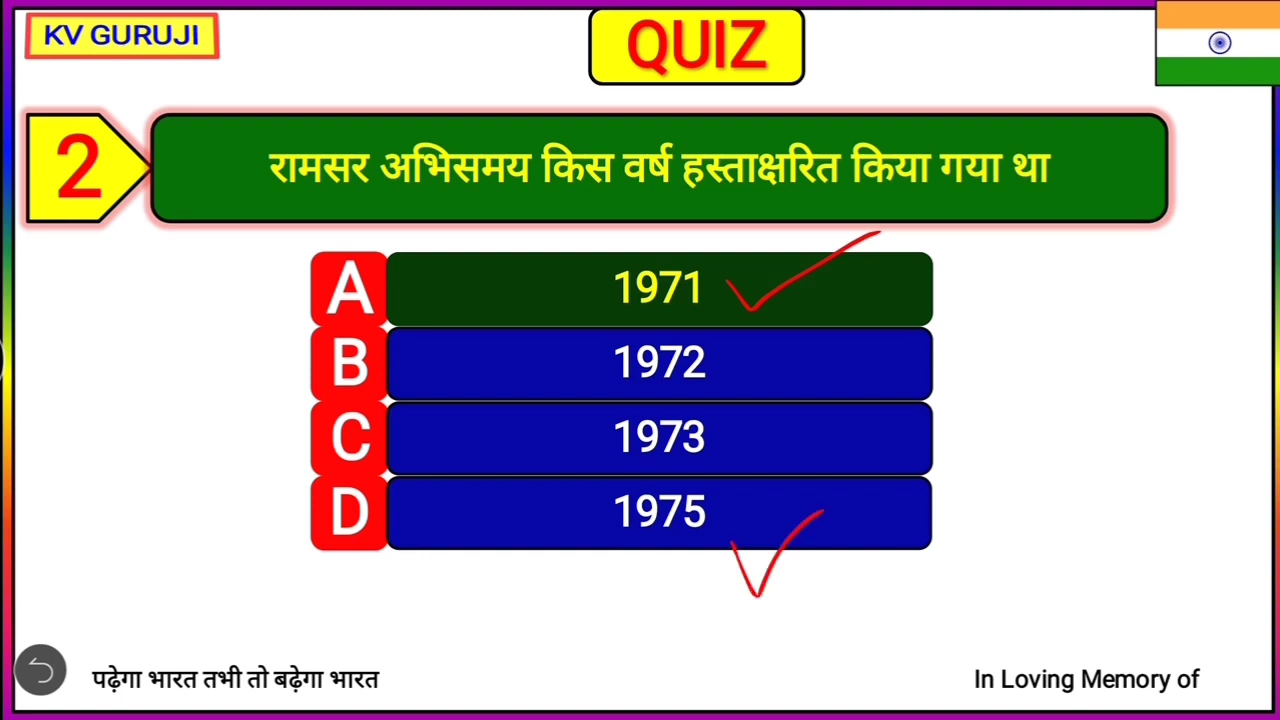 KV GURUJI
QUIZ
2
रामसर अभिसमय किस वर्ष हस्ताक्षरित किया गया था
A 1971
B 1972
C 1973
D 1975
पढ़ेगा भारत तभी तो बढ़ेगा भारत
In Loving Memory of